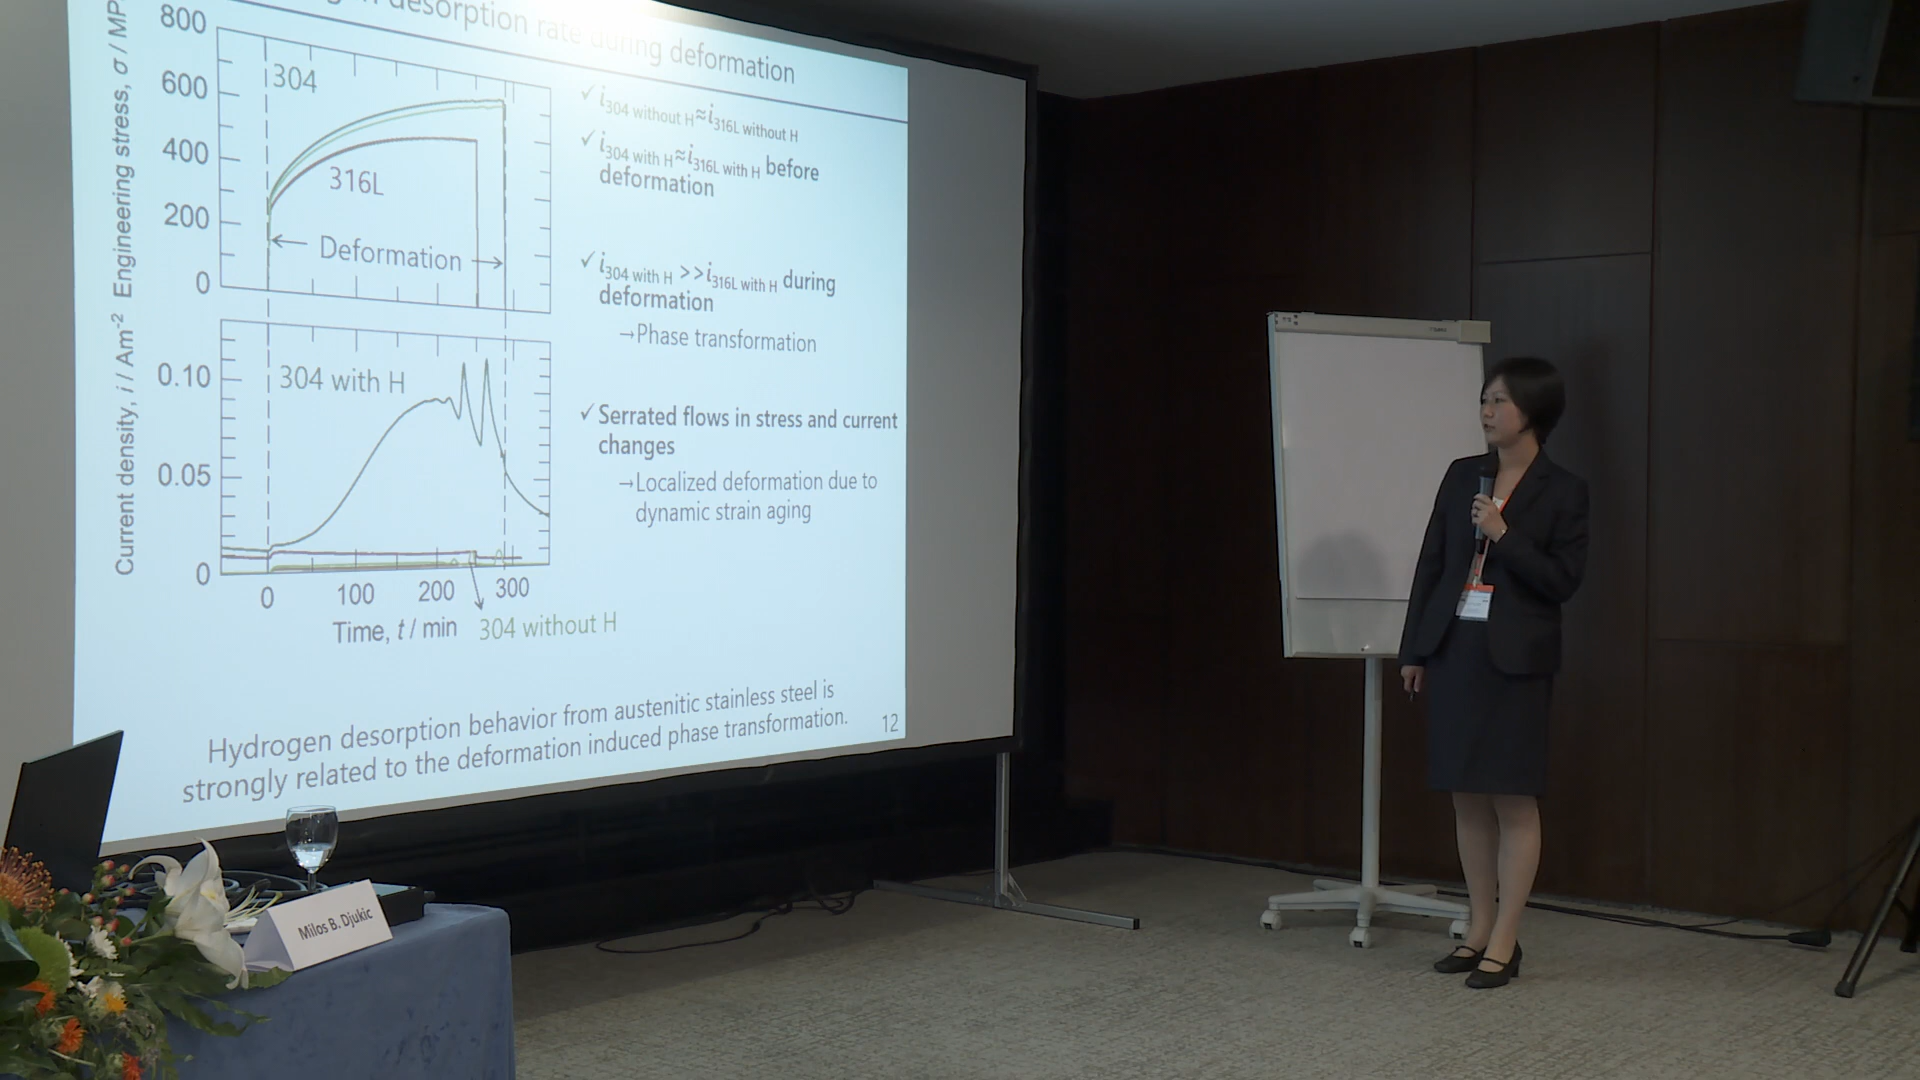 desorption rate during deformation
800
600
400
200
0
Engineering stress, σ / MP
304
316L
Deformation
0.10
0.05
0
Current density, i / Am-2
304 with H
0 100 200 300
Time, t / min
304 without H
✓ i304 without H≈i316L without H
✓ i304 with H≈i316L with H before
deformation
✓ i304 with H >>i316L with H during
deformation
→Phase transformation
✓ Serrated flows in stress and current
changes
→Localized deformation due to
dynamic strain aging
Hydrogen desorption behavior from austenitic stainless steel is
strongly related to the deformation induced phase transformation.
12
Milos B. Djukic